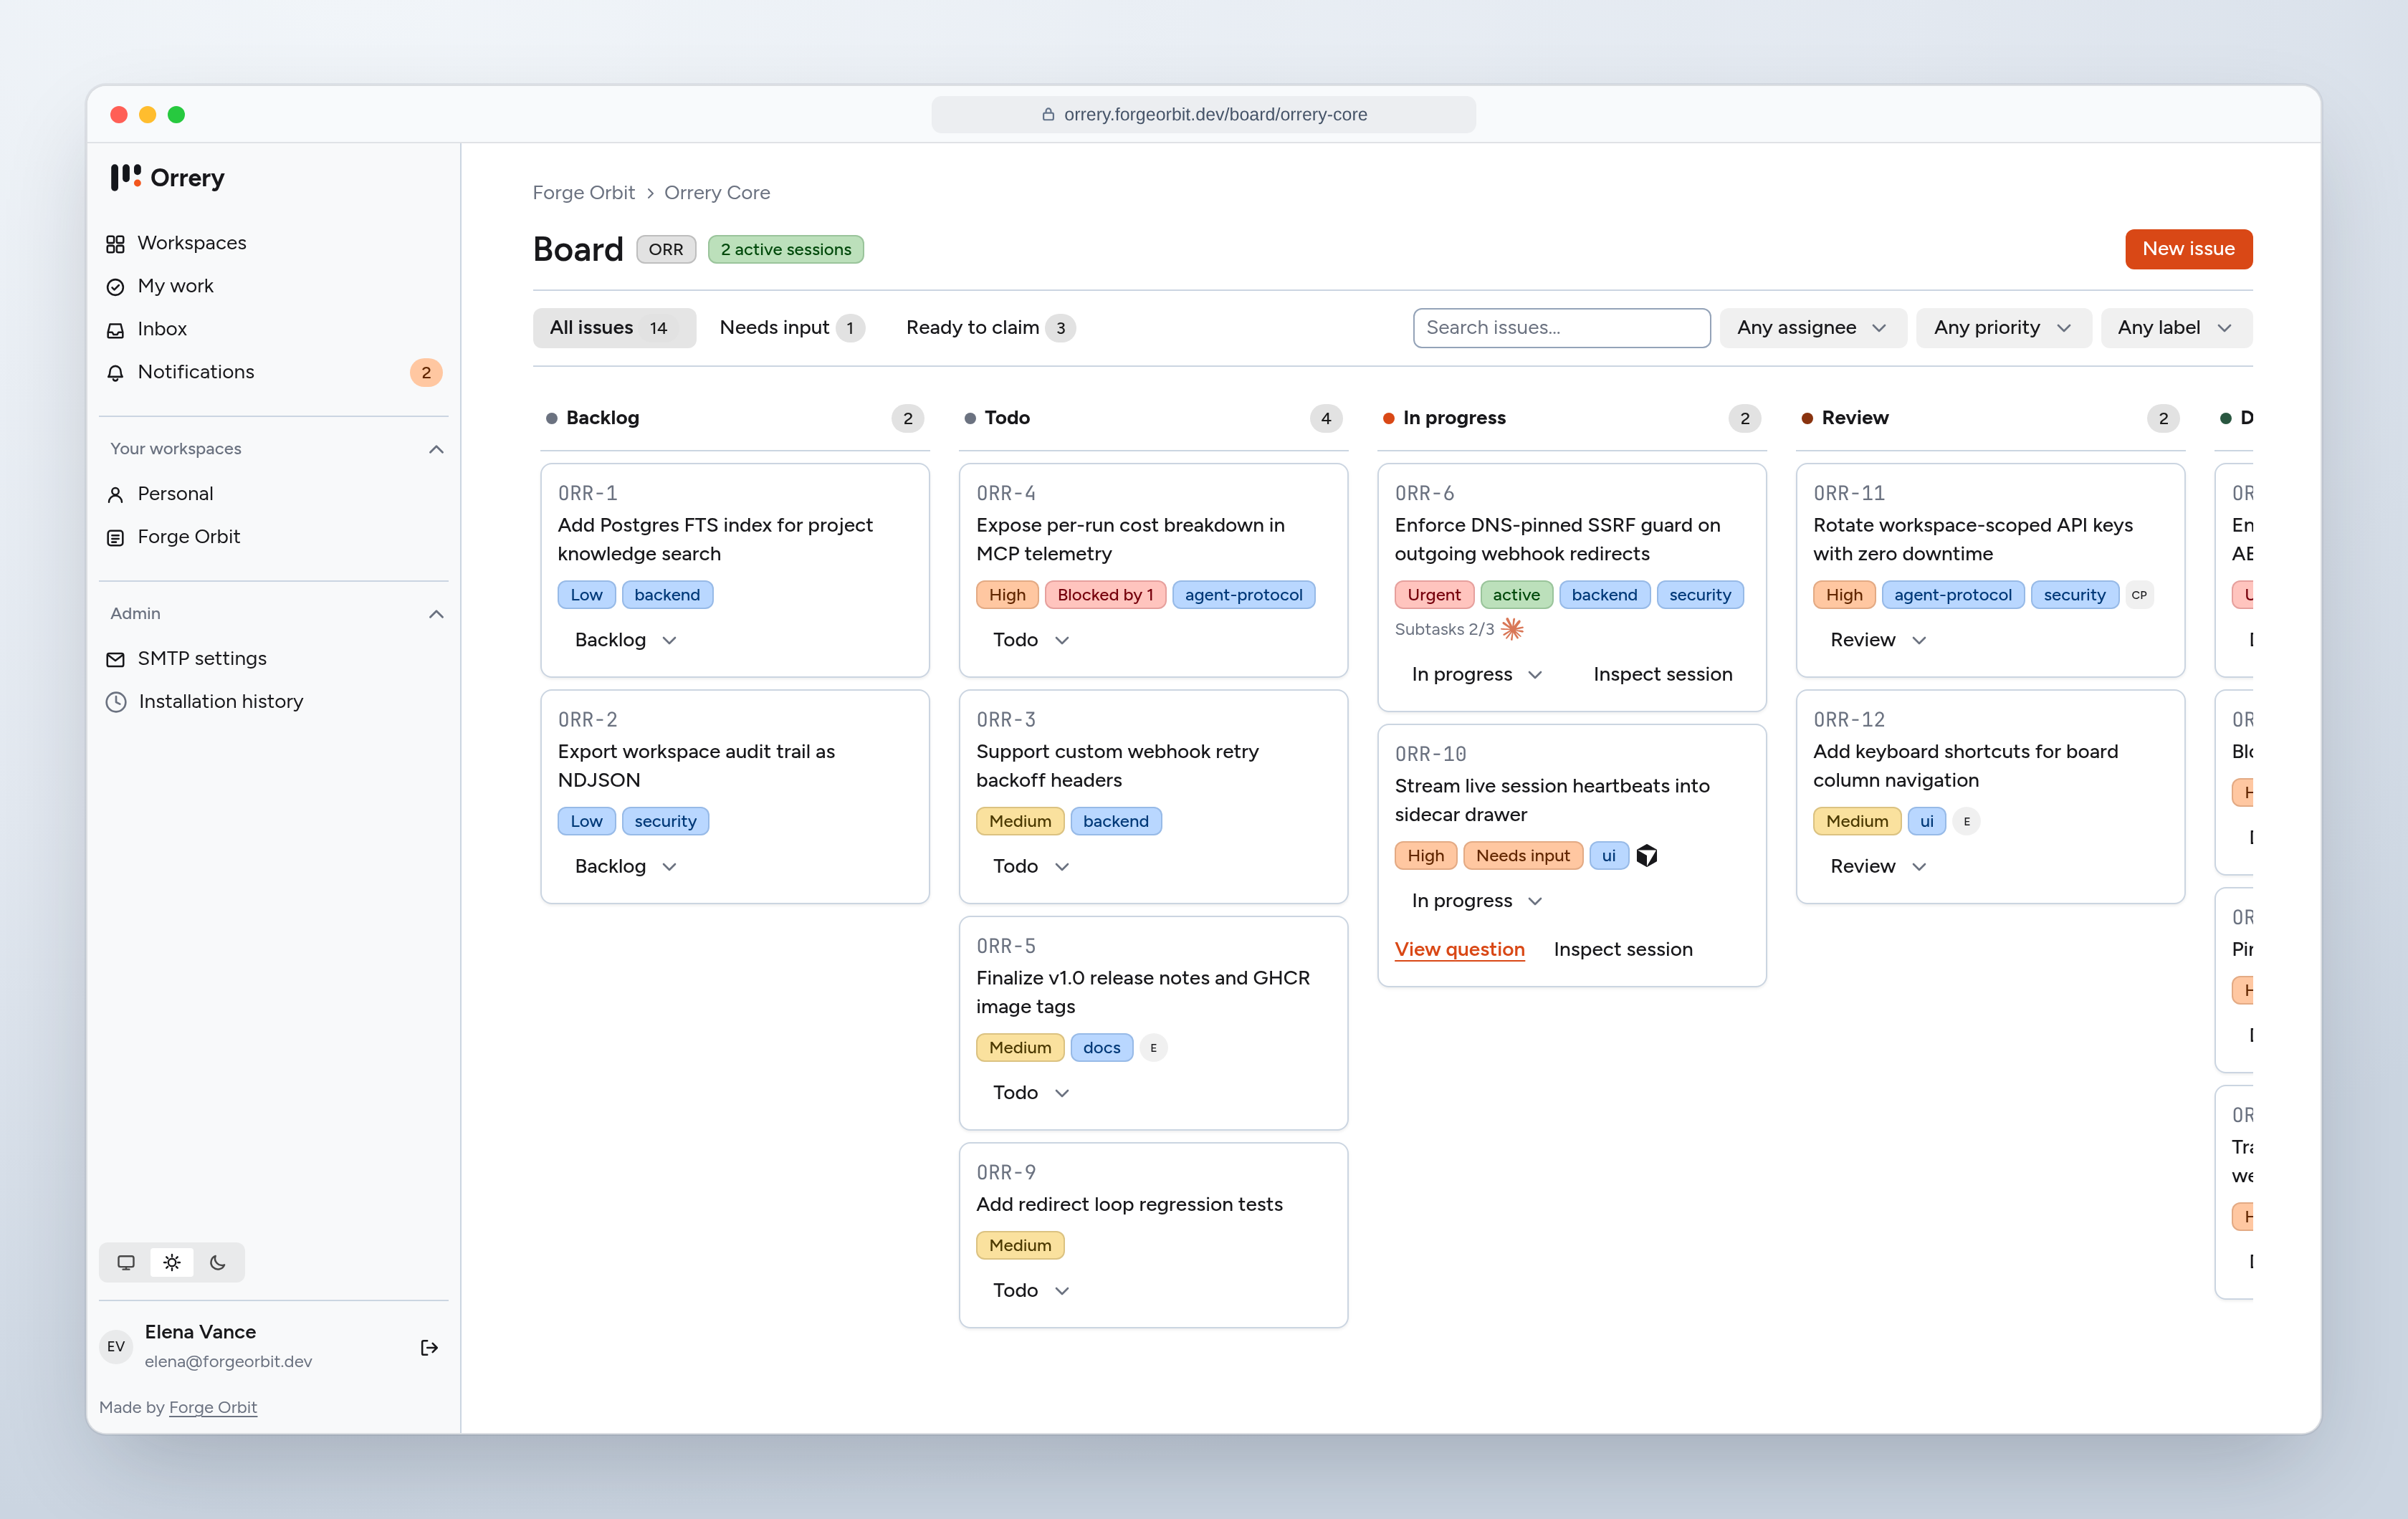 orrery.forgeorbit.dev/board/orrery-core
Orrery
Workspaces
My work
Inbox
Notifications 2
Your workspaces
Personal
Forge Orbit
Admin
SMTP settings
Installation history
EV
Elena Vance
elena@forgeorbit.dev
Made by Forge Orbit
Forge Orbit > Orrery Core
Board ORR 2 active sessions
New issue
All issues 14 Needs input 1 Ready to claim 3
Search issues... Any assignee Any priority Any label
Backlog 2
ORR-1
Add Postgres FTS index for project
knowledge search
Low backend
Backlog
ORR-2
Export workspace audit trail as
NDJSON
Low security
Backlog
Todo 4
ORR-4
Expose per-run cost breakdown in
MCP telemetry
High Blocked by 1 agent-protocol
Todo
ORR-3
Support custom webhook retry
backoff headers
Medium backend
Todo
ORR-5
Finalize v1.0 release notes and GHCR
image tags
Medium docs E
Todo
ORR-9
Add redirect loop regression tests
Medium
Todo
In progress 2
ORR-6
Enforce DNS-pinned SSRF guard on
outgoing webhook redirects
Urgent active backend security
Subtasks 2/3
In progress Inspect session
ORR-10
Stream live session heartbeats into
sidecar drawer
High Needs input ui
In progress
View question Inspect session
Review 2
ORR-11
Rotate workspace-scoped API keys
with zero downtime
High agent-protocol security CP
Review
ORR-12
Add keyboard shortcuts for board
column navigation
Medium ui E
Review